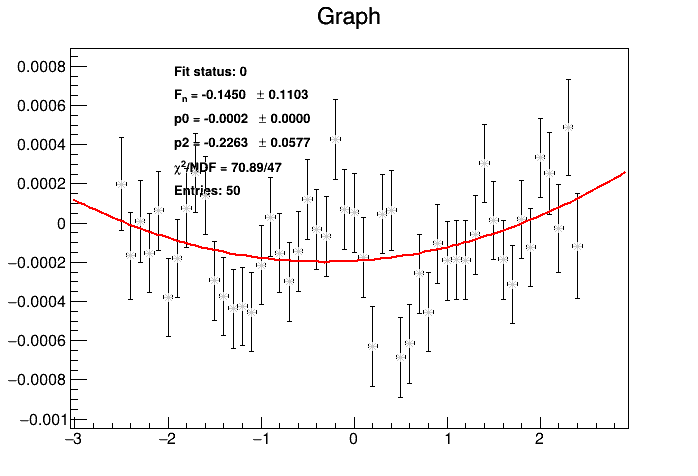 Graph
Fit status: 0
Fn = -0.1450 ± 0.1103
p0 = -0.0002 ± 0.0000
p2 = -0.2263 ± 0.0577
χ²/NDF = 70.89/47
Entries: 50
0.0008
0.0006
0.0004
0.0002
0
−0.0002
−0.0004
−0.0006
−0.0008
−0.001
−3 −2 −1 0 1 2